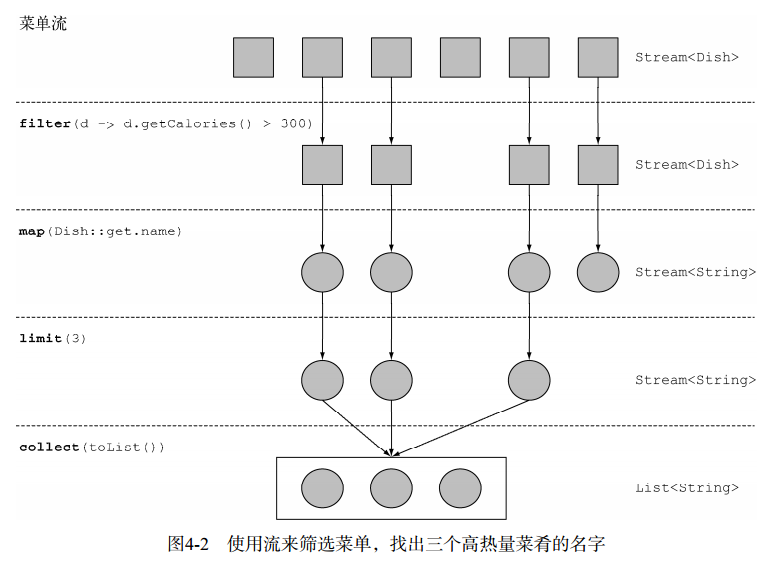 菜单流
Stream<Dish>
filter(d -> d.getCalories() > 300)
Stream<Dish>
map(Dish::get.name)
Stream<String>
limit(3)
Stream<String>
collect(toList())
List<String>
图4-2 使用流来筛选菜单，找出三个高热量菜肴的名字